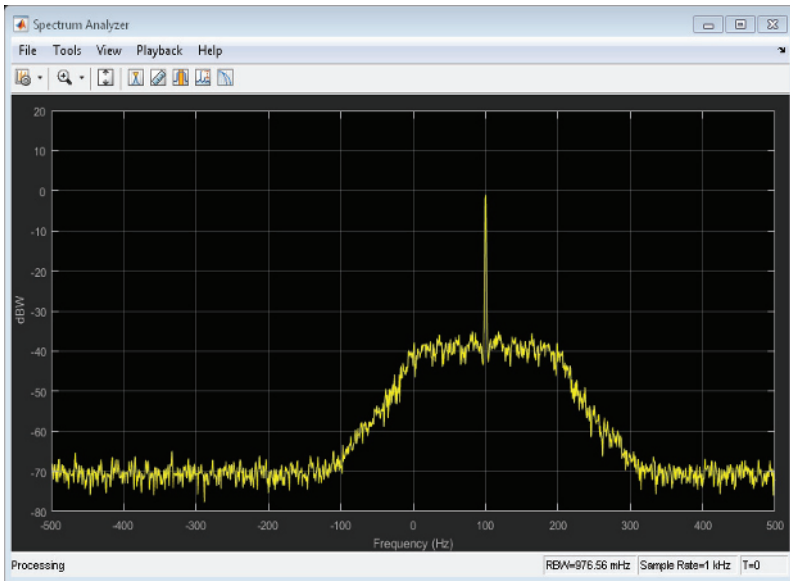 Spectrum Analyzer
File Tools View Playback Help
20
10
0
-10
-20
-30
-40
-50
-60
-70
-80
dBW
-500 -400 -300 -200 -100 0 100 200 300 400 500
Frequency (Hz)
Processing RBW=976.56 mHz Sample Rate=1 kHz T=0